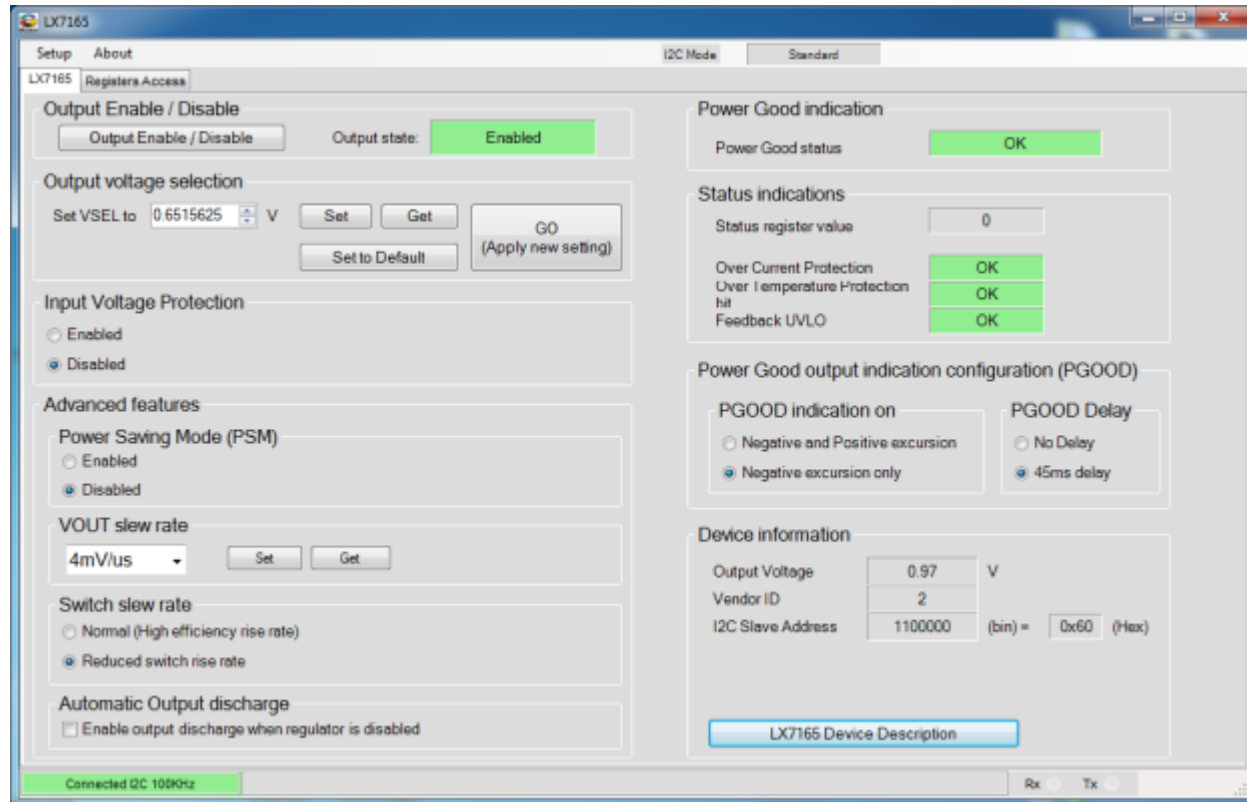 LX7165
Setup About I2C Mode Standard
LX7165 Registers Access
Output Enable / Disable
Output Enable / Disable Output state: Enabled
Output voltage selection
Set VSEL to 0.6515625 V Set Get GO
(Apply new setting)
Set to Default
Input Voltage Protection
Enabled
Disabled
Advanced features
Power Saving Mode (PSM)
Enabled
Disabled
VOUT slew rate
4mV/us Set Get
Switch slew rate
Normal (High efficiency rise rate)
Reduced switch rise rate
Automatic Output discharge
Enable output discharge when regulator is disabled
Power Good indication
Power Good status OK
Status indications
Status register value 0
Over Current Protection OK
Over Temperature Protection
hit OK
Feedback UVLO OK
Power Good output indication configuration (PGOOD)
PGOOD indication on
Negative and Positive excursion
Negative excursion only
PGOOD Delay
No Delay
45ms delay
Device information
Output Voltage 0.97 V
Vendor ID 2
I2C Slave Address 1100000 (bin) = 0x60 (Hex)
LX7165 Device Description
Connected I2C 100KHz Rx Tx